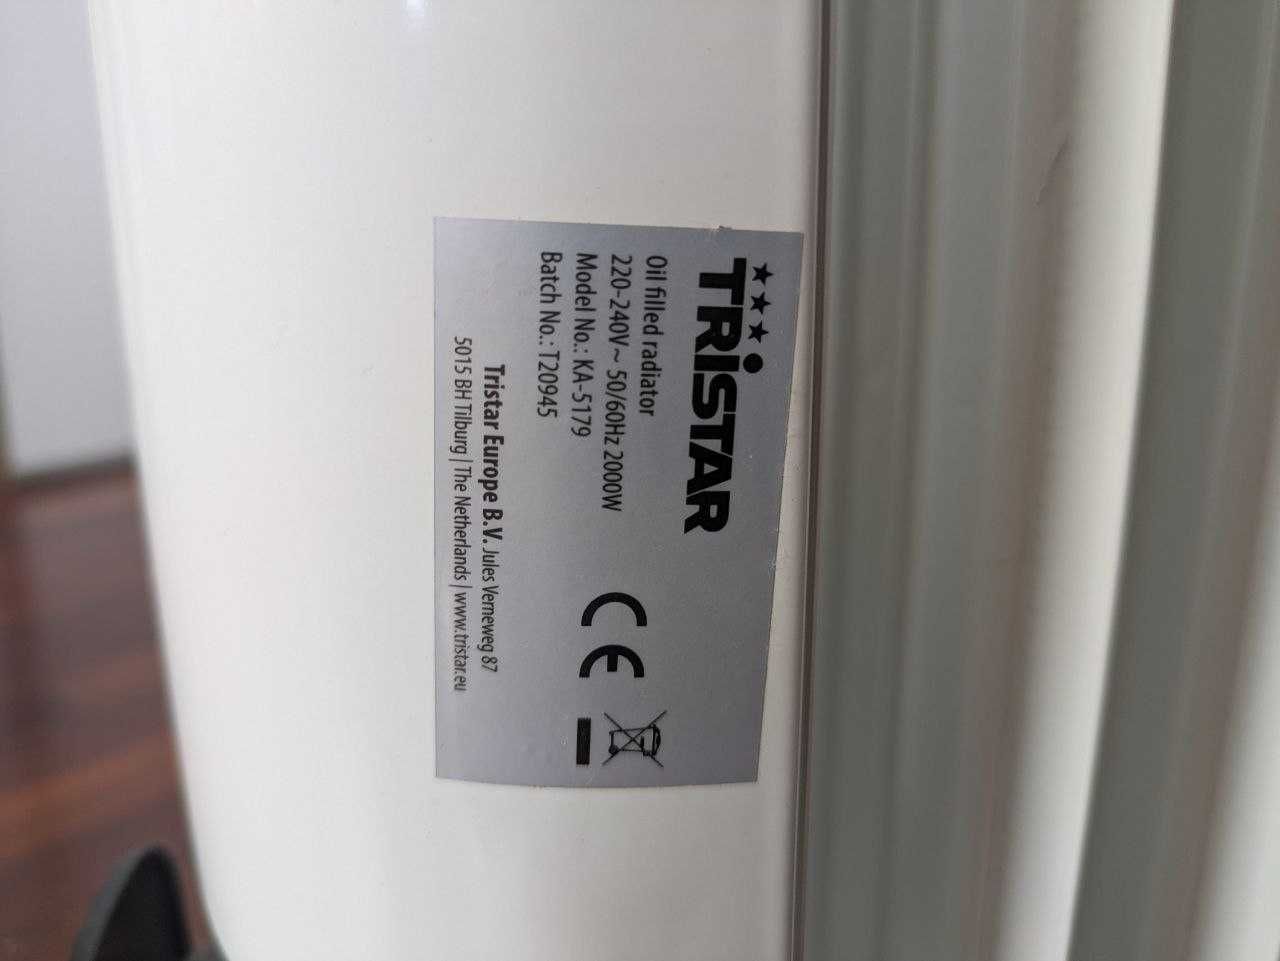 TRiSTAR
Oil filled radiator
220-240V~ 50/60Hz 2000W
Model No.: KA-5179
Batch No.: T20945
CE
Tristar Europe B.V. Jules Verneweg 87
5015 BH Tilburg | The Netherlands | www.tristar.eu